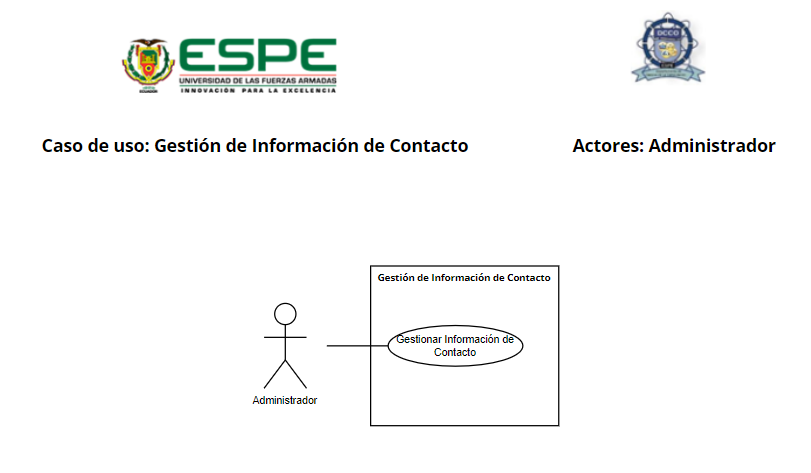 ESPE
UNIVERSIDAD DE LAS FUERZAS ARMADAS
INNOVACIÓN PARA LA EXCELENCIA
ECUADOR
DCCO
Caso de uso: Gestión de Información de Contacto
Actores: Administrador
Gestión de Información de Contacto
Gestionar Información de
Contacto
Administrador